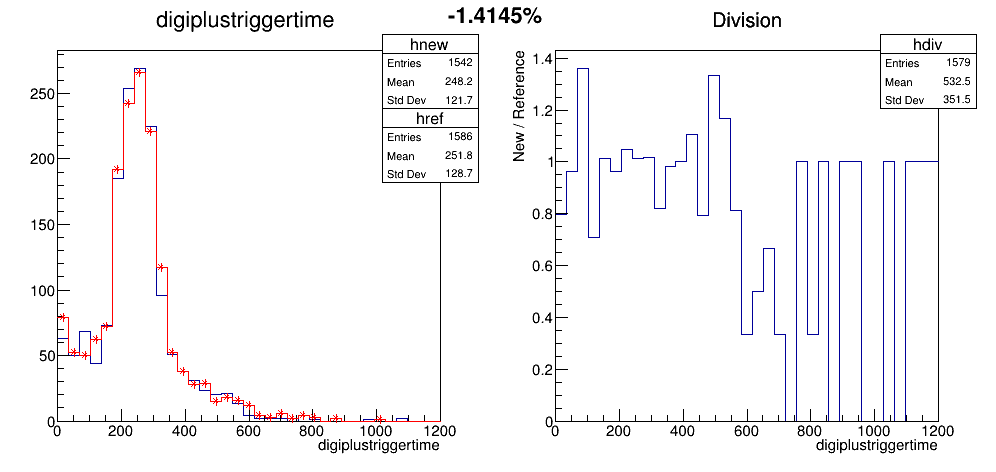 digiplustriggertime
-1.4145%
Division
hnew
Entries 1542
Mean 248.2
Std Dev 121.7
href
Entries 1586
Mean 251.8
Std Dev 128.7
250
200
150
100
50
0
0 200 400 600 800 1000 1200
digiplustriggertime
hdiv
Entries 1579
Mean 532.5
Std Dev 351.5
New / Reference
1.4
1.2
1
0.8
0.6
0.4
0.2
0
0 200 400 600 800 1000 1200
digiplustriggertime